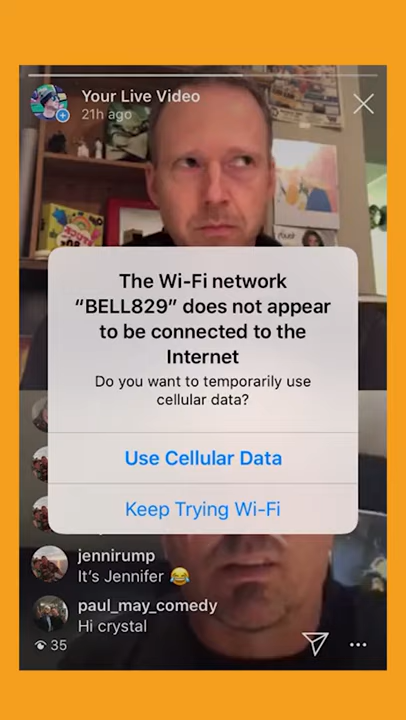 Your Live Video
21h ago
The Wi-Fi network
“BELL829” does not appear
to be connected to the
Internet
Do you want to temporarily use
cellular data?
Use Cellular Data
Keep Trying Wi-Fi
jennirump
It’s Jennifer 😂
paul_may_comedy
Hi crystal
35